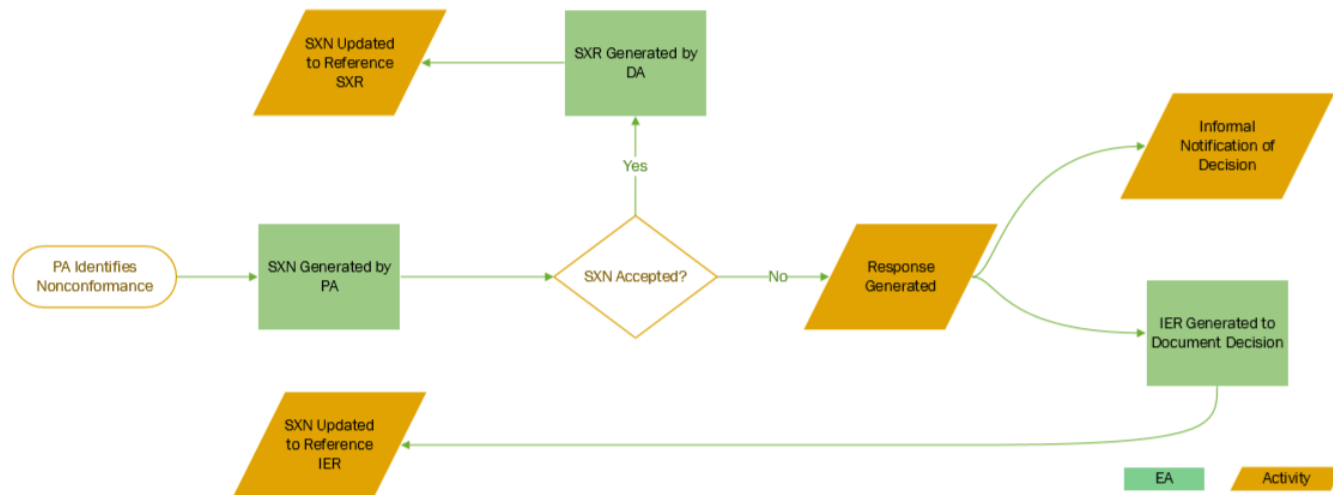 SXN Updated
to Reference
SXR
SXR Generated by
DA
Yes
Informal
Notification of
Decision
PA Identifies
Nonconformance
SXN Generated by
PA
SXN Accepted?
No
Response
Generated
IER Generated to
Document Decision
SXN Updated
to Reference
IER
EA
Activity